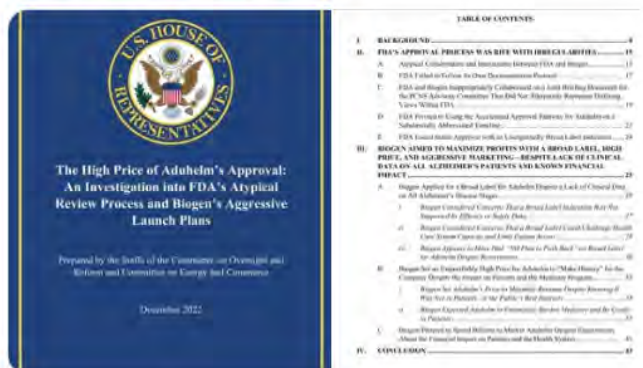 U.S. HOUSE OF
REPRESENTATIVES
The High Price of Aduhelm's Approval:
An Investigation into FDA's Atypical
Review Process and Biogen's Aggressive
Launch Plans
Prepared by the Staffs of the Committee on Oversight and
Reform and Committee on Energy and Commerce
December 2022
TABLE OF CONTENTS
I. BACKGROUND
II. FDA'S APPROVAL PROCESS WAS RIFE WITH IRREGULARITIES
A. Atypical Collaboration and Interactions Between FDA and Biogen
B. FDA Failed to Follow Its Own Documentation Protocol
C. FDA and Biogen Inappropriately Collaborated on a Joint Briefing Document for
the PCNS Advisory Committee That Did Not Adequately Represent Differing
Views Within FDA
D. FDA Pivoted to Using the Accelerated Approval Pathway for Aduhelm on a
Substantially Abbreviated Timeline
E. FDA Issued Aduhelm Approval with an Unexpectedly Broad Label Indication
III. BIOGEN AIMED TO MAXIMIZE PROFITS WITH A BROAD LABEL, HIGH
PRICE, AND AGGRESSIVE MARKETING—DESPITE LACK OF CLINICAL
DATA ON ALL ALZHEIMER'S PATIENTS AND KNOWN FINANCIAL
IMPACT
A. Biogen Applied for a Broad Label for Aduhelm Despite a Lack of Clinical Data
on All Alzheimer's Disease Stages
i. Biogen Considered Concerns That a Broad Label Indication Was Not
Supported by Efficacy or Safety Data
ii. Biogen Considered Concerns That a Broad Label Could Challenge Health
Care System Capacity and Limit Patient Access
iii. Biogen Appears to Have Had "No Plan to Push Back" on Broad Label
for Aduhelm Despite Reservations
B. Biogen Set an Unjustifiably High Price for Aduhelm to "Make History" for the
Company Despite the Impact on Patients and the Medicare Program
i. Biogen Set Aduhelm's Price to Maximize Revenue Despite Knowing It
Was Not in Patients' or the Public's Best Interests
ii. Biogen Expected Aduhelm to Financially Burden Medicare and Be Costly
to Patients
C. Biogen Planned to Spend Billions to Market Aduhelm Despite Expectations
About the Financial Impact on Patients and the Health System
IV. CONCLUSION